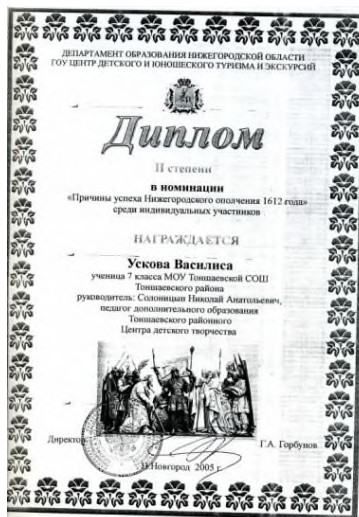 ДЕПАРТАМЕНТ ОБРАЗОВАНИЯ НИЖЕГОРОДСКОЙ ОБЛАСТИ
ГОУ ЦЕНТР ДЕТСКОГО И ЮНОШЕСКОГО ТУРИЗМА И ЭКСКУРСИЙ
Диплом
II степени
в номинации
«Причины успеха Нижегородского ополчения 1612 года»
среди индивидуальных участников
НАГРАЖДАЕТСЯ
Ускова Василиса
ученица 7 класса МОУ Тоншаевской СОШ
Тоншаевского района
руководитель: Солоницын Николай Анатольевич,
педагог дополнительного образования
Тоншаевского районного
Центра детского творчества
Директор Г.А. Горбунов
Н.Новгород 2005 г.